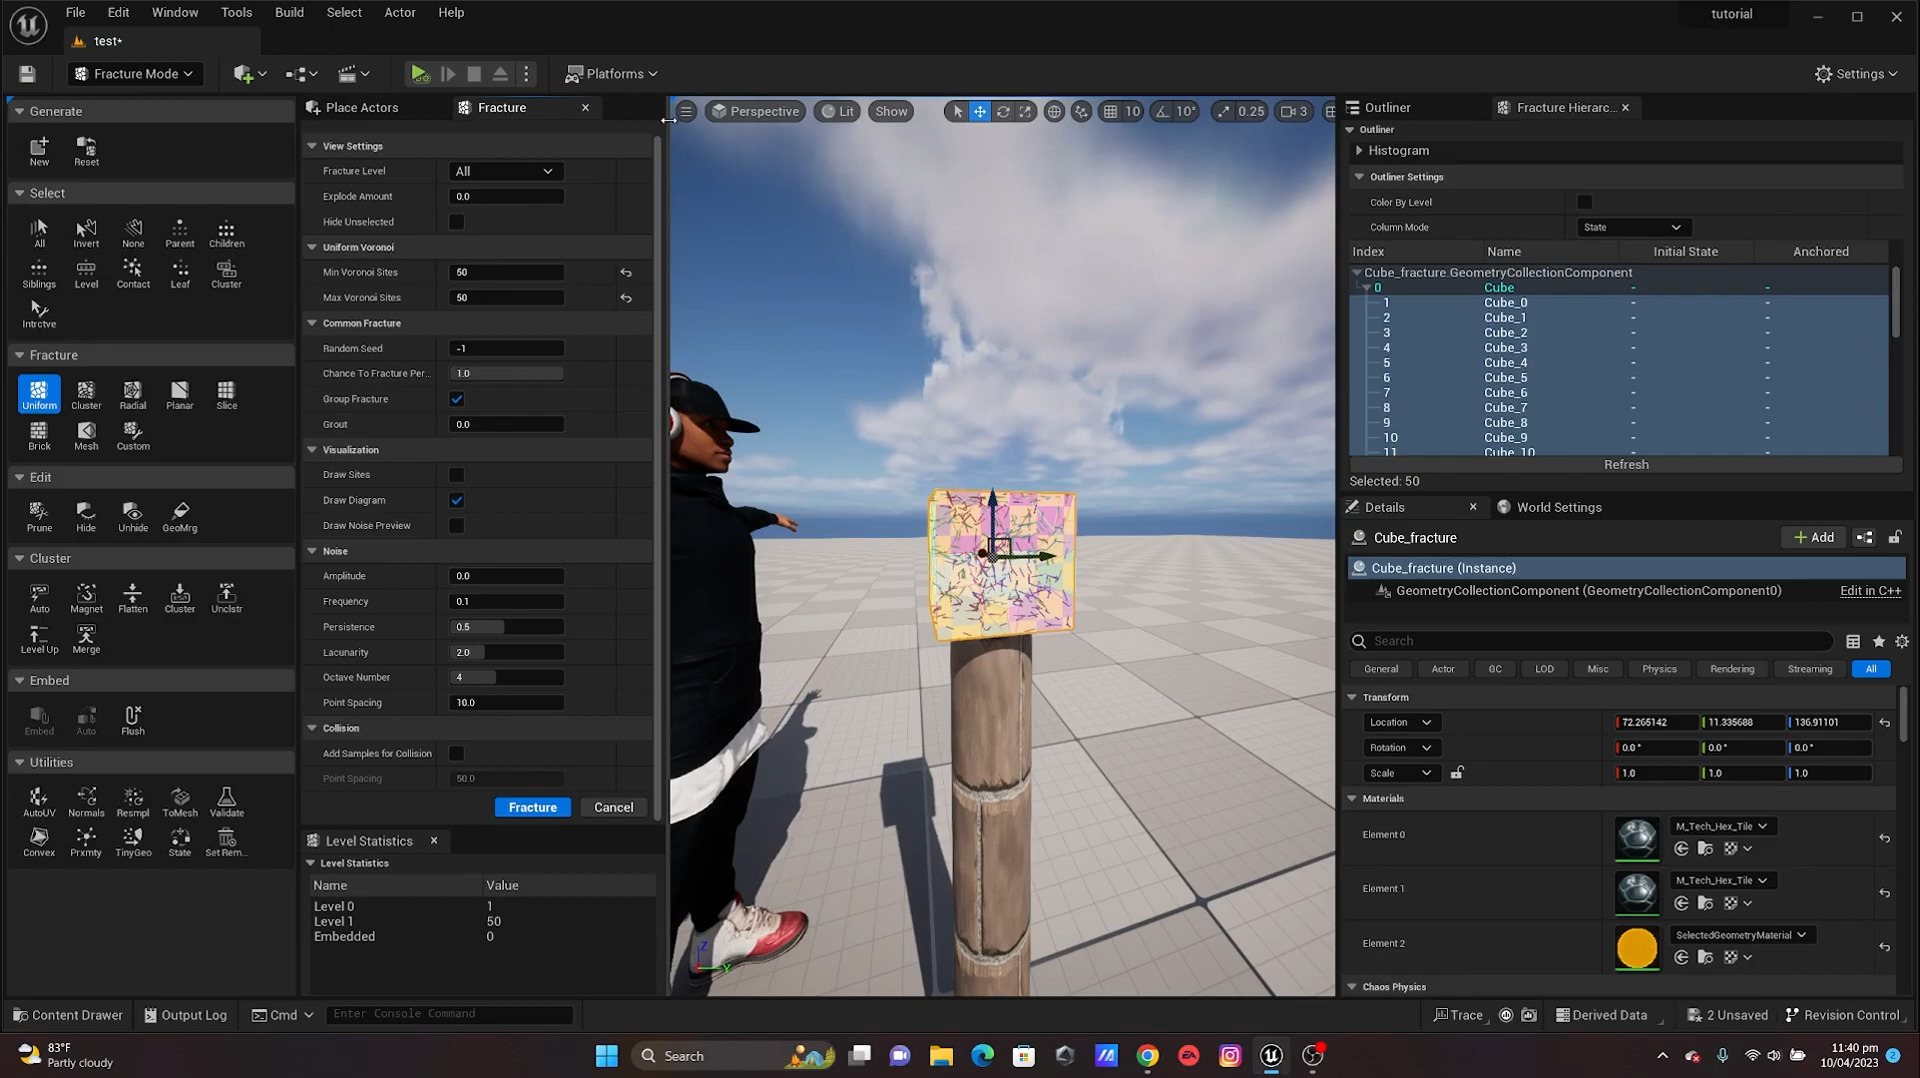 File Edit Window Tools Build Select Actor Help
tutorial
test*
Fracture Mode
Platforms
Settings
Generate
New Reset
Select
All Invert None Parent Children
Siblings Level Contact Leaf Cluster
Intrctve
Fracture
Uniform Cluster Radial Planar Slice
Brick Mesh Custom
Edit
Prune Hide Unhide GeoMrg
Cluster
Auto Magnet Flatten Cluster Unclstr
Level Up Merge
Embed
Embed Auto Flush
Utilities
AutoUV Normals Resmpl ToMesh Validate
Convex Prxmty TinyGeo State Set Rem...
Place Actors Fracture
View Settings
Fracture Level All
Explode Amount 0.0
Hide Unselected
Uniform Voronoi
Min Voronoi Sites 50
Max Voronoi Sites 50
Common Fracture
Random Seed -1
Chance To Fracture Per... 1.0
Group Fracture
Grout 0.0
Visualization
Draw Sites
Draw Diagram
Draw Noise Preview
Noise
Amplitude 0.0
Frequency 0.1
Persistence 0.5
Lacunarity 2.0
Octave Number 4
Point Spacing 10.0
Collision
Add Samples for Collision
Point Spacing 50.0
Fracture Cancel
Level Statistics
Level Statistics
Name Value
Level 0 1
Level 1 50
Embedded 0
Perspective Lit Show 10 10° 0.25 3
Z
Y
Outliner Fracture Hierarc...
Outliner
Histogram
Outliner Settings
Color By Level
Column Mode State
Index Name Initial State Anchored
Cube_fracture.GeometryCollectionComponent
0 Cube - -
1 Cube_0 - -
2 Cube_1 - -
3 Cube_2 - -
4 Cube_3 - -
5 Cube_4 - -
6 Cube_5 - -
7 Cube_6 - -
8 Cube_7 - -
9 Cube_8 - -
10 Cube_9 - -
11 Cube_10 - -
Refresh
Selected: 50
Details World Settings
Cube_fracture + Add
Cube_fracture (Instance)
GeometryCollectionComponent (GeometryCollectionComponent0) Edit in C++
Search
General Actor GC LOD Misc Physics Rendering Streaming All
Transform
Location 72.265142 11.335688 136.91101
Rotation 0.0° 0.0° 0.0°
Scale 1.0 1.0 1.0
Materials
Element 0 M_Tech_Hex_Tile
Element 1 M_Tech_Hex_Tile
Element 2 SelectedGeometryMaterial
Chaos Physics
Content Drawer Output Log Cmd Enter Console Command Trace Derived Data 2 Unsaved Revision Control
83°F
Partly cloudy
Search
EA
11:40 pm
10/04/2023
2